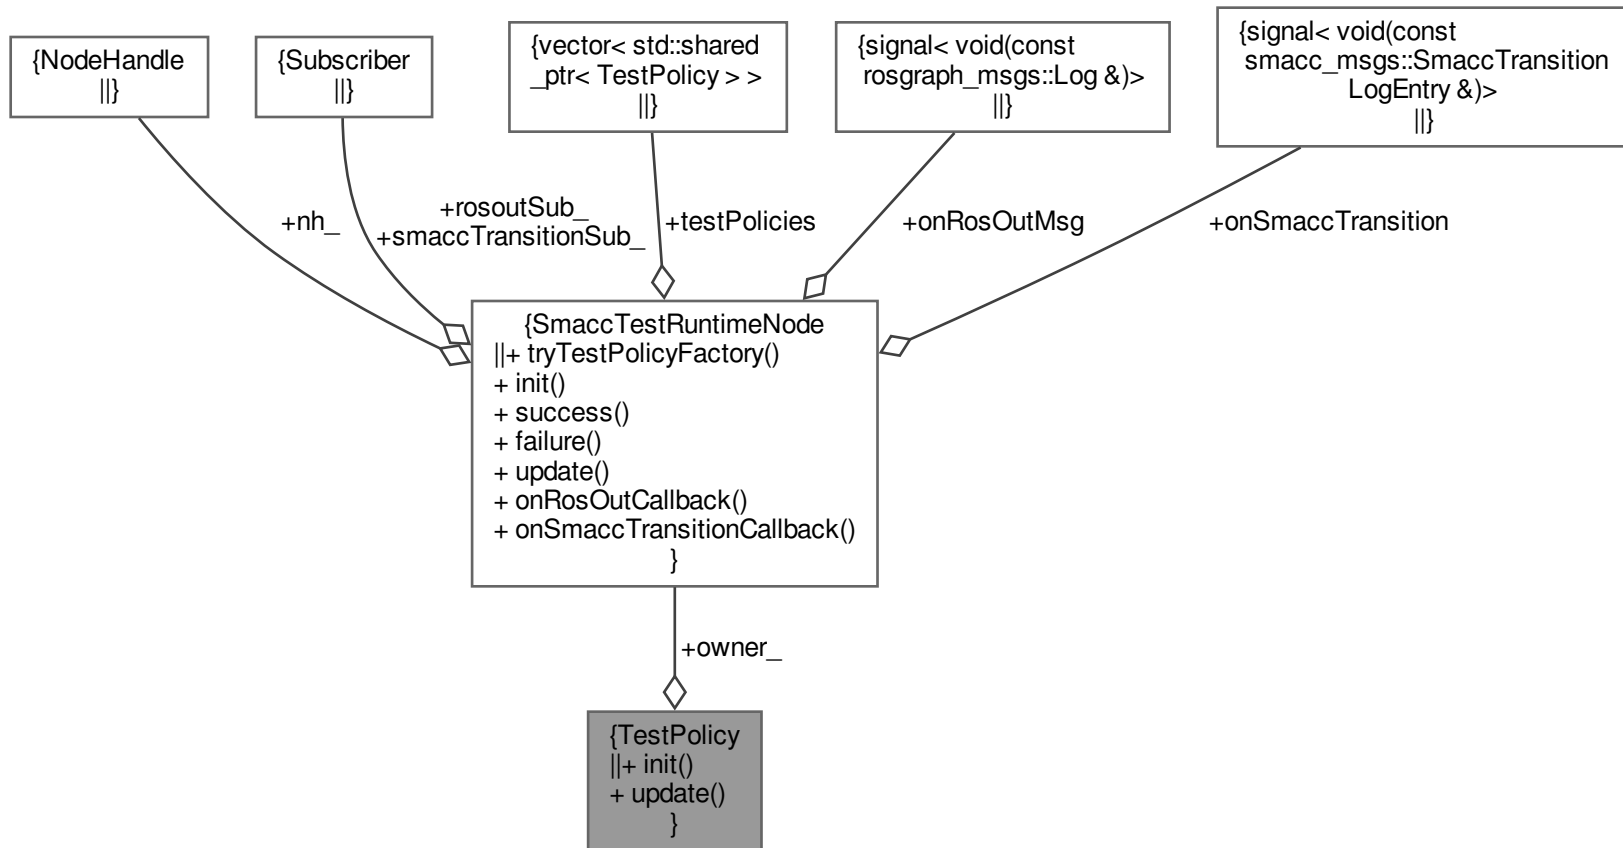 {NodeHandle
||}
{Subscriber
||}
{vector< std::shared
_ptr< TestPolicy > >
||}
{signal< void(const
rosgraph_msgs::Log &)>
||}
{signal< void(const
smacc_msgs::SmaccTransition
LogEntry &)>
||}
+nh_
+rosoutSub_
+smaccTransitionSub_
+testPolicies
+onRosOutMsg
+onSmaccTransition
{SmaccTestRuntimeNode
||+ tryTestPolicyFactory()
+ init()
+ success()
+ failure()
+ update()
+ onRosOutCallback()
+ onSmaccTransitionCallback()
}
+owner_
{TestPolicy
||+ init()
+ update()
}